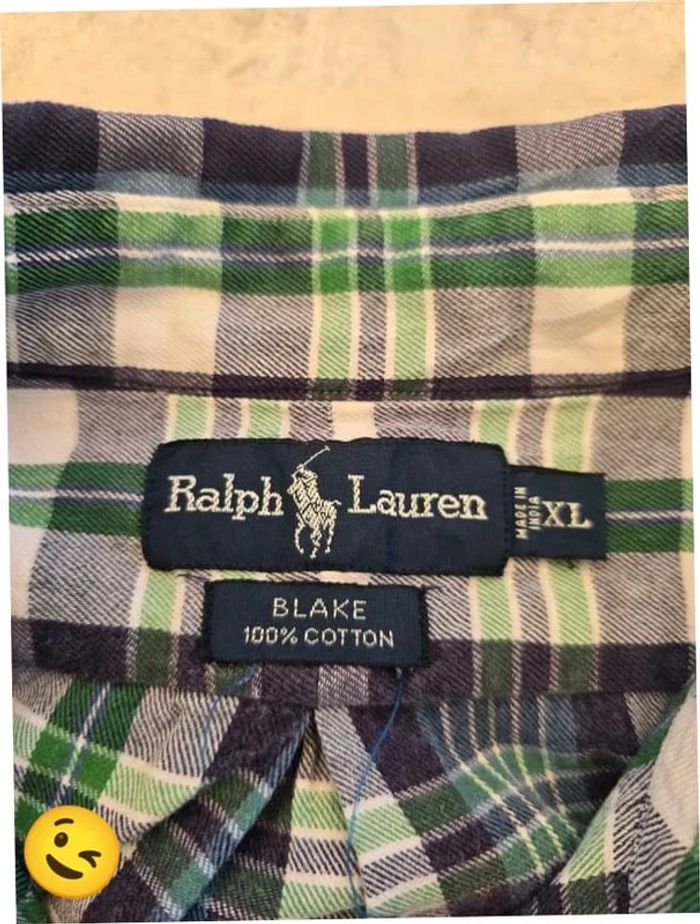 Ralph Lauren
MADE IN
INDIA
XL
BLAKE
100% COTTON